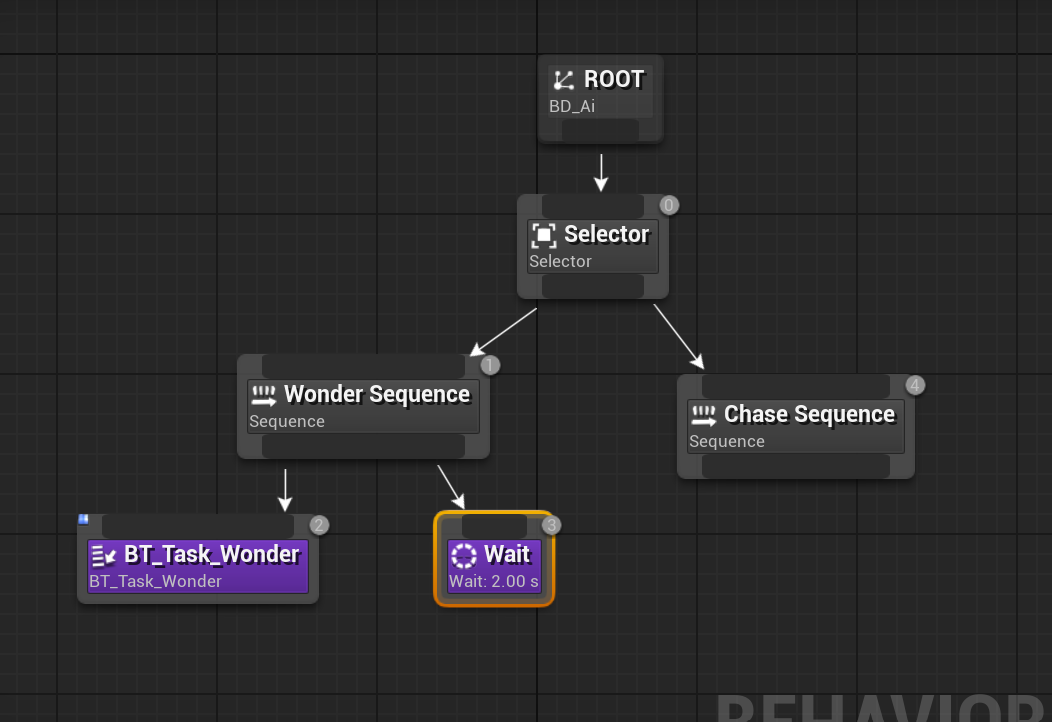 ROOT
BD_Ai
0
Selector
Selector
1
Wonder Sequence
Sequence
4
Chase Sequence
Sequence
2
BT_Task_Wonder
BT_Task_Wonder
3
Wait
Wait: 2.00 s
BEHAVIOR